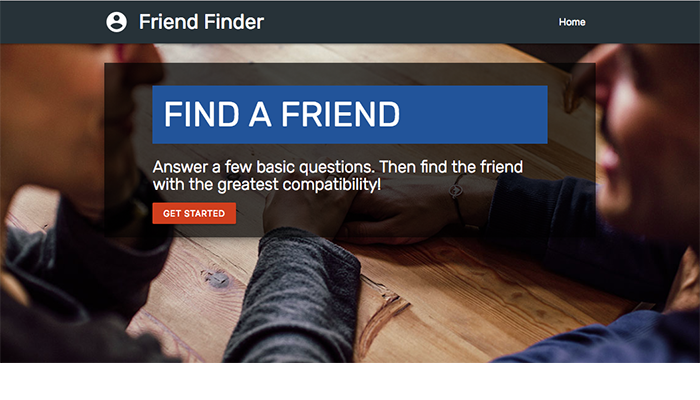 Friend Finder
Home
FIND A FRIEND
Answer a few basic questions. Then find the friend
with the greatest compatibility!
GET STARTED